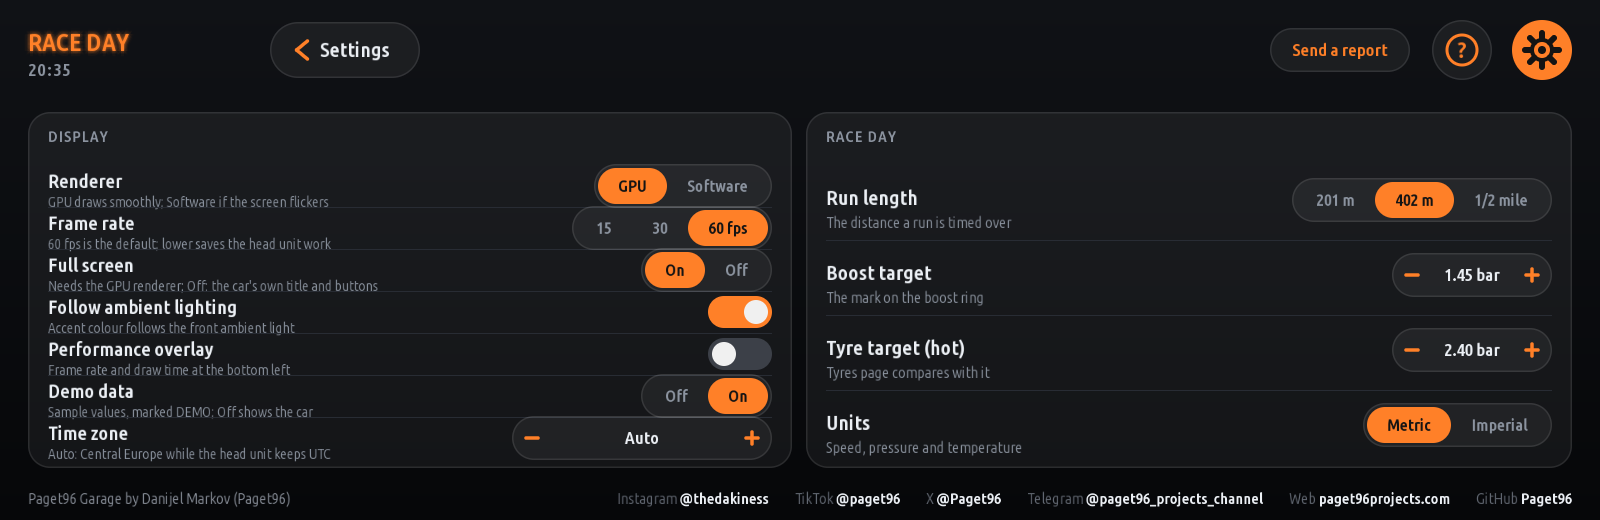 RACE DAY
20:35
Settings
Send a report
?
DISPLAY
Renderer
GPU draws smoothly; Software if the screen flickers
GPU Software
Frame rate
60 fps is the default; lower saves the head unit work
15 30 60 fps
Full screen
Needs the GPU renderer; Off: the car's own title and buttons
On Off
Follow ambient lighting
Accent colour follows the front ambient light
Performance overlay
Frame rate and draw time at the bottom left
Demo data
Sample values, marked DEMO; Off shows the car
Off On
Time zone
Auto: Central Europe while the head unit keeps UTC
− Auto +
RACE DAY
Run length
The distance a run is timed over
201 m 402 m 1/2 mile
Boost target
The mark on the boost ring
− 1.45 bar +
Tyre target (hot)
Tyres page compares with it
− 2.40 bar +
Units
Speed, pressure and temperature
Metric Imperial
Paget96 Garage by Danijel Markov (Paget96)
Instagram @thedakiness TikTok @paget96 X @Paget96 Telegram @paget96_projects_channel Web paget96projects.com GitHub Paget96